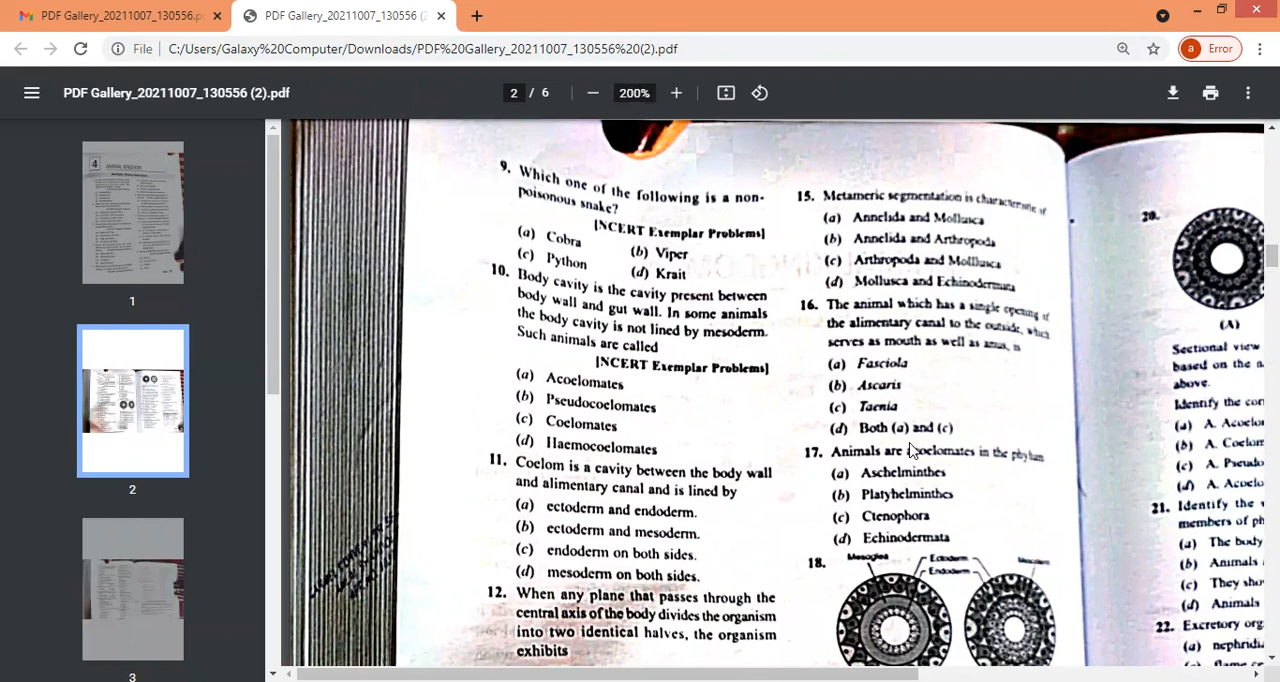 PDF Gallery_20211007_130556.p
PDF Gallery_20211007_130556 (2
File
C:/Users/Galaxy%20Computer/Downloads/PDF%20Gallery_20211007_130556%20(2).pdf
a Error
PDF Gallery_20211007_130556 (2).pdf
2 / 6
200%
1
2
3
9. Which one of the following is a non-
poisonous snake?
[NCERT Exemplar Problems]
(a) Cobra
(b) Viper
(c) Python
(d) Krait
10. Body cavity is the cavity present between
body wall and gut wall. In some animals
the body cavity is not lined by mesoderm.
Such animals are called
[NCERT Exemplar Problems]
(a) Acoelomates
(b) Pseudocoelomates
(c) Coelomates
(d) Haemocoelomates
11. Coelom is a cavity between the body wall
and alimentary canal and is lined by
(a) ectoderm and endoderm.
(b) ectoderm and mesoderm.
(c) endoderm on both sides.
(d) mesoderm on both sides.
12. When any plane that passes through the
central axis of the body divides the organism
into two identical halves, the organism
exhibits
15. Metameric segmentation is characteristic of
(a) Annelida and Mollusca
(b) Annelida and Arthropoda
(c) Arthropoda and Mollusca
(d) Mollusca and Echinodermata
16. The animal which has a single opening of
the alimentary canal to the outside, which
serves as mouth as well as anus, is
(a) Fasciola
(b) Ascaris
(c) Taenia
(d) Both (a) and (c)
17. Animals are acoelomates in the phylum
(a) Aschelminthes
(b) Platyhelminthes
(c) Ctenophora
(d) Echinodermata
18.
Mesoglea
Ectoderm
Endoderm
20.
(A)
Sectional view
based on the
above.
Identify the
(a) A. Acoelo
(b) A. Coelom
(c) A. Pseudo
(d) A. Acoelo
21. Identify the
members of ph
(a) The body
(b) Animals
(c) They sho
(d) Animals
22. Excretory org
(a) nephridi